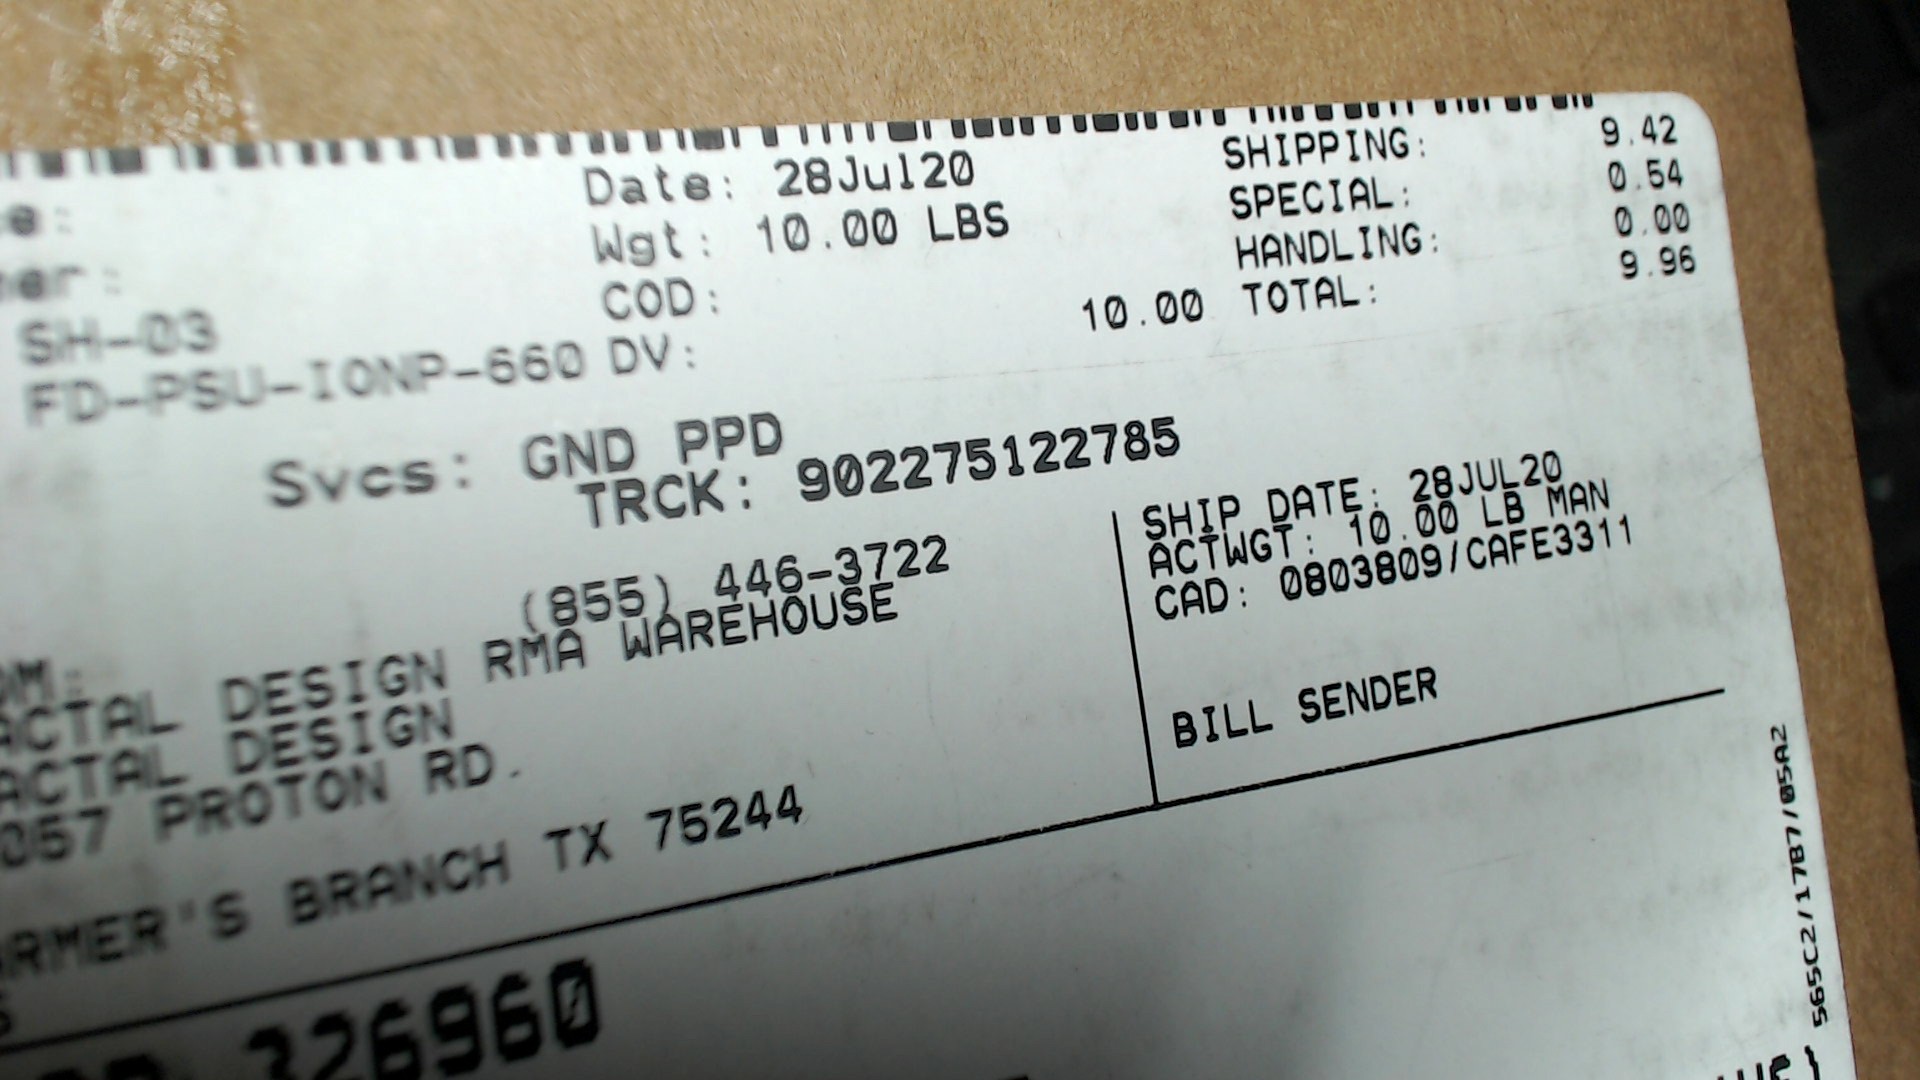 e:
er:
SH-03
FD-PSU-IONP-660
Date: 28Jul20
Wgt: 10.00 LBS
COD:
DV: 10.00
SHIPPING: 9.42
SPECIAL: 0.54
HANDLING: 0.00
TOTAL: 9.96
Svcs: GND PPD
TRCK: 902275122785
(855) 446-3722
OM:
ACTAL DESIGN RMA WAREHOUSE
ACTAL DESIGN
057 PROTON RD.
ARMER'S BRANCH TX 75244
SHIP DATE: 28JUL20
ACTWGT: 10.00 LB MAN
CAD: 0803809/CAFE3311
BILL SENDER
326960
565C2/17B7/05A2